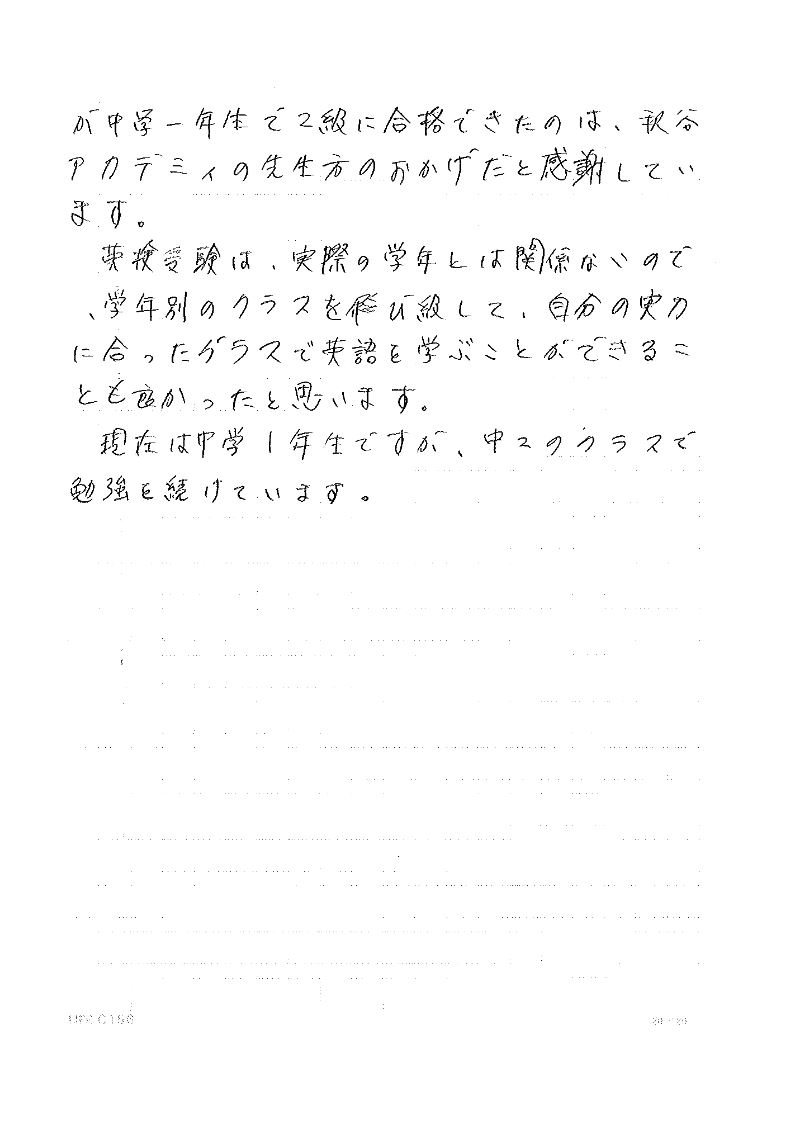 が中学一年生で2級に合格できたのは、秋谷
アカデミィの先生方のおかげだと感謝してい
ます。
英検受験は、実際の学年とは関係ないので
、学年別のクラスを飛び級して、自分の実力
に合ったクラスで英語を学ぶことができるこ
とも良かったと思います。
現在は中学1年生ですが、中2のクラスで
勉強を続けています。